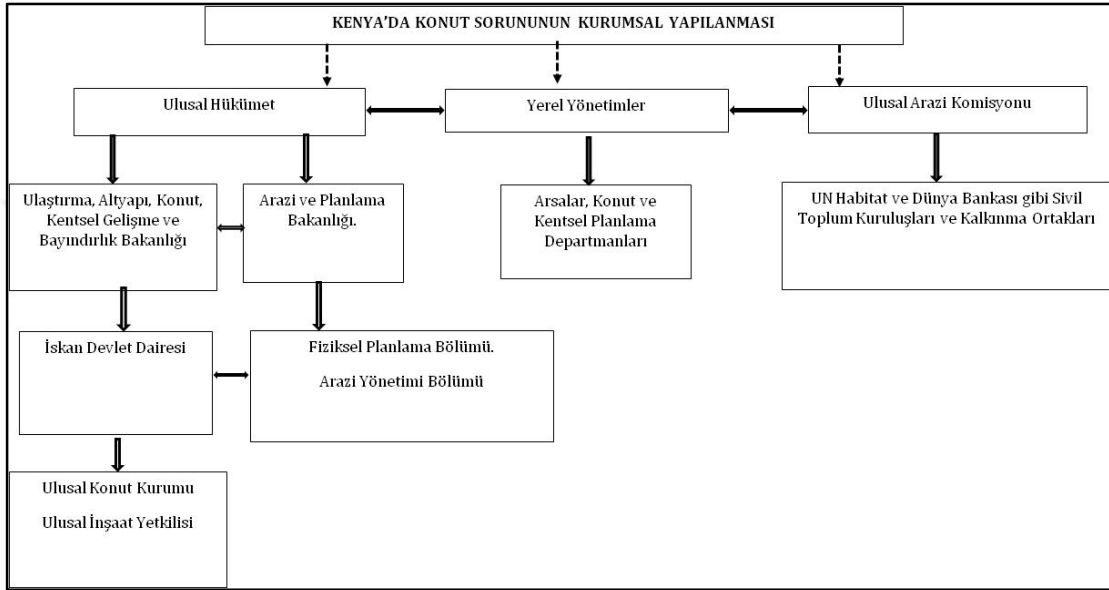 KENYA'DA KONUT SORUNUNUN KURUMSAL YAPILANMASI
Ulusal Hükümet
Yerel Yönetimler
Ulusal Arazi Komisyonu
Ulaştırma, Altyapı, Konut,
Kentsel Gelişme ve
Bayındırlık Bakanlığı
Arazi ve Planlama
Bakanlığı.
Arsalar, Konut ve
Kentsel Planlama
Departmanları
UN Habitat ve Dünya Bankası gibi Sivil
Toplum Kuruluşları ve Kalkınma Ortakları
İskan Devlet Dairesi
Fiziksel Planlama Bölümü.
Arazi Yönetimi Bölümü
Ulusal Konut Kurumu
Ulusal İnşaat Yetkilisi